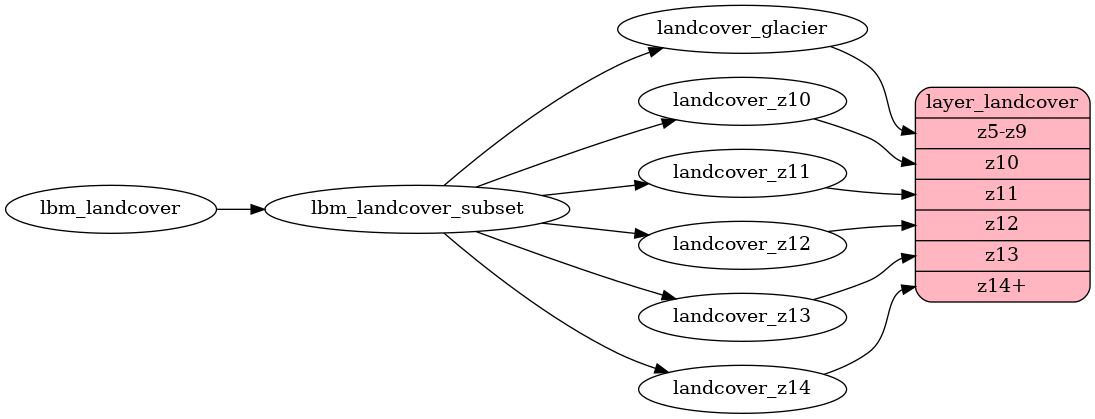 lbm_landcover
lbm_landcover_subset
landcover_glacier
landcover_z10
landcover_z11
landcover_z12
landcover_z13
landcover_z14
layer_landcover
z5-z9
z10
z11
z12
z13
z14+